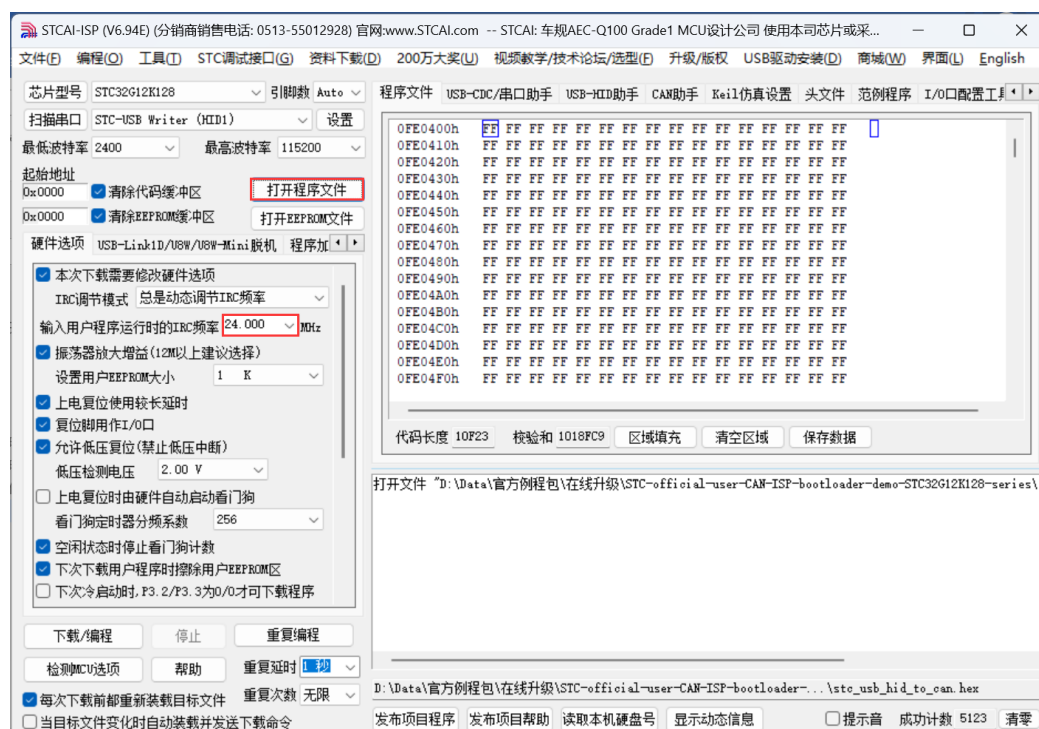 STCAI-ISP (V6.94E) (分销商销售电话: 0513-55012928) 官网:www.STCAI.com -- STCAI: 车规AEC-Q100 Grade1 MCU设计公司 使用本司芯片或采...
文件(F) 编程(O) 工具(T) STC调试接口(G) 资料下载(D) 200万大奖(U) 视频教学/技术论坛/选型(F) 升级/版权 USB驱动安装(D) 商城(W) 界面(L) English
芯片型号 STC32G12K128 引脚数 Auto
扫描串口 STC-USB Writer (HID1) 设置
最低波特率 2400 最高波特率 115200
起始地址
0x0000 清除代码缓冲区 打开程序文件
0x0000 清除EEPROM缓冲区 打开EEPROM文件
硬件选项 USB-Link1D/U8W/U8W-Mini脱机 程序加
本次下载需要修改硬件选项
IRC调节模式 总是动态调节IRC频率
输入用户程序运行时的IRC频率 24.000 MHz
振荡器放大增益(12M以上建议选择)
设置用户EEPROM大小 1 K
上电复位使用较长延时
复位脚用作I/O口
允许低压复位(禁止低压中断)
低压检测电压 2.00 V
上电复位时由硬件自动启动看门狗
看门狗定时器分频系数 256
空闲状态时停止看门狗计数
下次下载用户程序时擦除用户EEPROM区
下次冷启动时,P3.2/P3.3为0/0才可下载程序
下载/编程 停止 重复编程
检测MCU选项 帮助 重复延时 1 秒
每次下载前都重新装载目标文件 重复次数 无限
当目标文件变化时自动装载并发送下载命令
程序文件 USB-CDC/串口助手 USB-HID助手 CAN助手 Keil仿真设置 头文件 范例程序 I/O口配置工具
0FE0400h FF FF FF FF FF FF FF FF FF FF FF FF FF FF FF FF
0FE0410h FF FF FF FF FF FF FF FF FF FF FF FF FF FF FF FF
0FE0420h FF FF FF FF FF FF FF FF FF FF FF FF FF FF FF FF
0FE0430h FF FF FF FF FF FF FF FF FF FF FF FF FF FF FF FF
0FE0440h FF FF FF FF FF FF FF FF FF FF FF FF FF FF FF FF
0FE0450h FF FF FF FF FF FF FF FF FF FF FF FF FF FF FF FF
0FE0460h FF FF FF FF FF FF FF FF FF FF FF FF FF FF FF FF
0FE0470h FF FF FF FF FF FF FF FF FF FF FF FF FF FF FF FF
0FE0480h FF FF FF FF FF FF FF FF FF FF FF FF FF FF FF FF
0FE0490h FF FF FF FF FF FF FF FF FF FF FF FF FF FF FF FF
0FE04A0h FF FF FF FF FF FF FF FF FF FF FF FF FF FF FF FF
0FE04B0h FF FF FF FF FF FF FF FF FF FF FF FF FF FF FF FF
0FE04C0h FF FF FF FF FF FF FF FF FF FF FF FF FF FF FF FF
0FE04D0h FF FF FF FF FF FF FF FF FF FF FF FF FF FF FF FF
0FE04E0h FF FF FF FF FF FF FF FF FF FF FF FF FF FF FF FF
0FE04F0h FF FF FF FF FF FF FF FF FF FF FF FF FF FF FF FF
代码长度 10F23 校验和 1018FC9 区域填充 清空区域 保存数据
打开文件 "D:\Data\官方例程包\在线升级\STC-official-user-CAN-ISP-bootloader-demo-STC32G12K128-series\
D:\Data\官方例程包\在线升级\STC-official-user-CAN-ISP-bootloader-...\stc_usb_hid_to_can.hex
发布项目程序 发布项目帮助 读取本机硬盘号 显示动态信息 提示音 成功计数 5123 清零